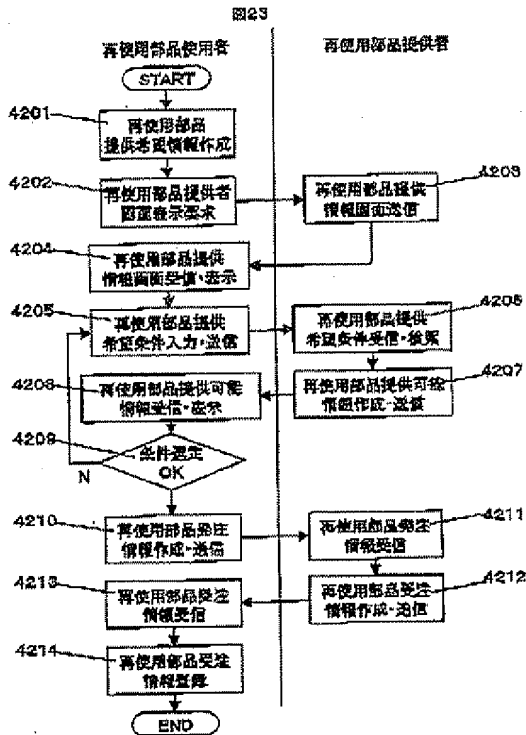 図23
再使用部品使用者
再使用部品提供者
START
4201
再使用部品
提供希望情報作成
4202
再使用部品提供者
画面表示要求
4203
再使用部品提供
情報画面送信
4204
再使用部品提供
情報画面受信・表示
4205
再使用部品提供
希望条件入力・送信
4206
再使用部品提供
希望条件受信・検索
4207
再使用部品提供可能
情報作成・送信
4208
再使用部品提供可能
情報受信・表示
4209
条件選定
OK
N
4210
再使用部品発注
情報作成・送信
4211
再使用部品発注
情報受信
4212
再使用部品受注
情報作成・送信
4213
再使用部品受注
情報受信
4214
再使用部品受注
情報登録
END